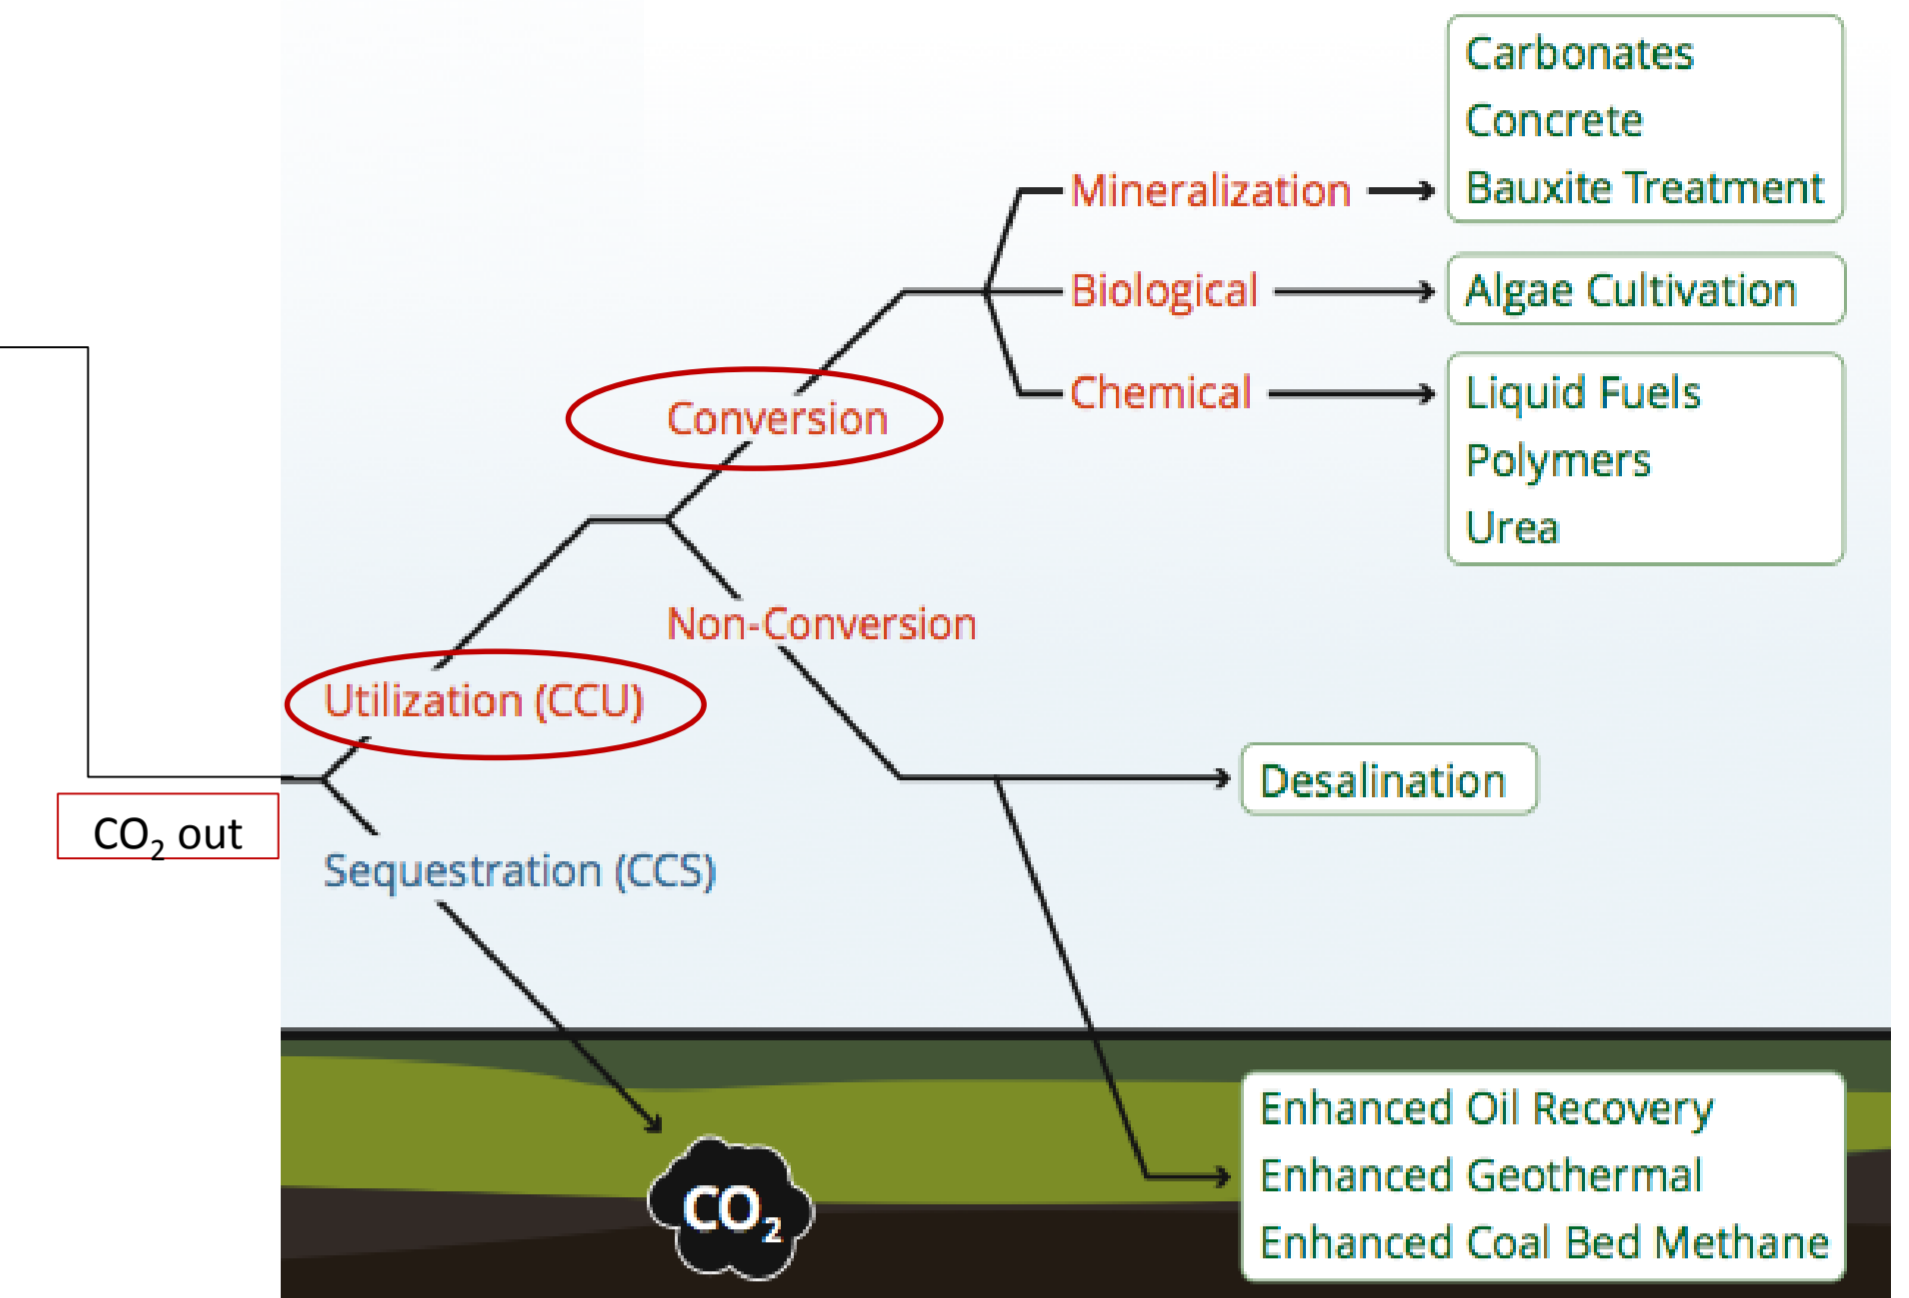 Carbonates
Concrete
Mineralization
Bauxite Treatment
Biological
Algae Cultivation
Conversion
Chemical
Liquid Fuels
Polymers
Urea
Non-Conversion
Utilization (CCU)
Desalination
CO₂ out
Sequestration (CCS)
CO₂
Enhanced Oil Recovery
Enhanced Geothermal
Enhanced Coal Bed Methane